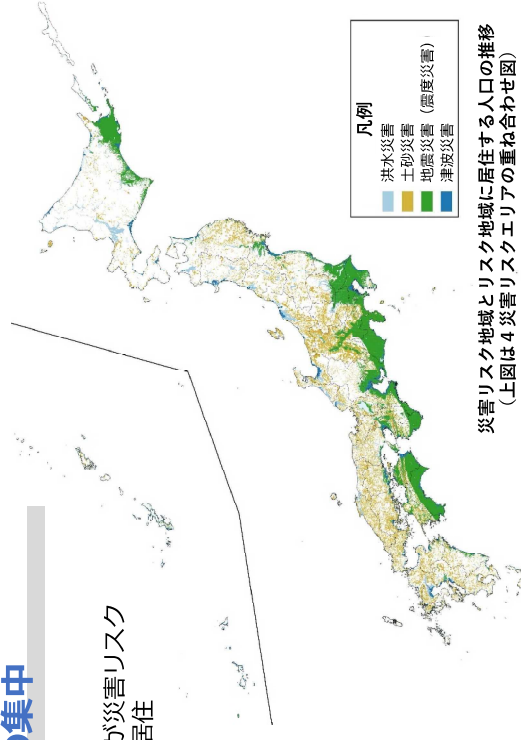 の集中
が災害リスク
居住
凡例
洪水災害
土砂災害
地震災害（震度災害）
津波災害
災害リスク地域とリスク地域に居住する人口の推移
（上図は４災害リスクエリアの重ね合わせ図）